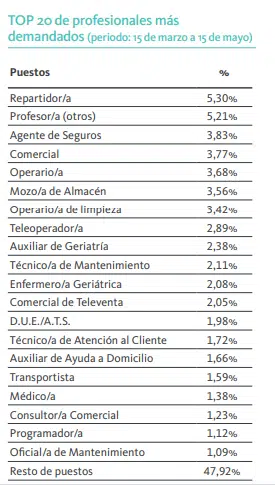 TOP 20 de profesionales más
demandados (periodo: 15 de marzo a 15 de mayo)
Puestos %
Repartidor/a 5,30%
Profesor/a (otros) 5,21%
Agente de Seguros 3,83%
Comercial 3,77%
Operario/a 3,68%
Mozo/a de Almacén 3,56%
Operario/a de limpieza 3,42%
Teleoperador/a 2,89%
Auxiliar de Geriatría 2,38%
Técnico/a de Mantenimiento 2,11%
Enfermero/a Geriátrica 2,08%
Comercial de Televenta 2,05%
D.U.E./A.T.S. 1,98%
Técnico/a de Atención al Cliente 1,72%
Auxiliar de Ayuda a Domicilio 1,66%
Transportista 1,59%
Médico/a 1,38%
Consultor/a Comercial 1,23%
Programador/a 1,12%
Oficial/a de Mantenimiento 1,09%
Resto de puestos 47,92%